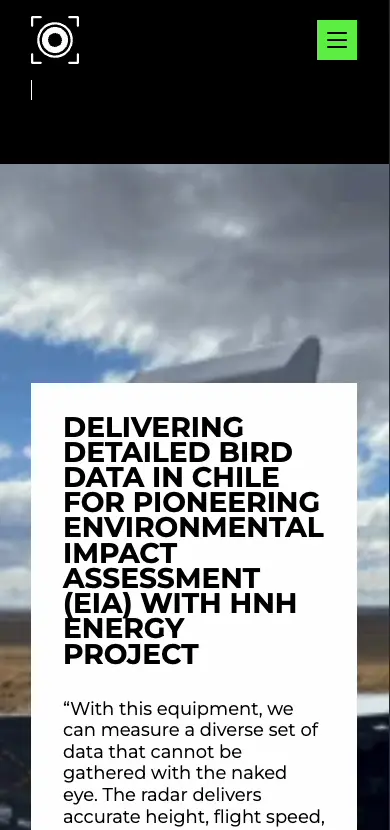 DELIVERING
DETAILED BIRD
DATA IN CHILE
FOR PIONEERING
ENVIRONMENTAL
IMPACT
ASSESSMENT
(EIA) WITH HNH
ENERGY
PROJECT
“With this equipment, we
can measure a diverse set of
data that cannot be
gathered with the naked
eye. The radar delivers
accurate height, flight speed,